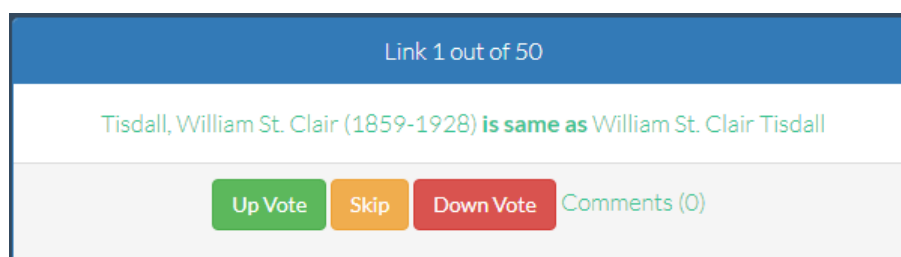 Link 1 out of 50
Tisdall, William St. Clair (1859-1928) is same as William St. Clair Tisdall
Up Vote Skip Down Vote Comments (0)